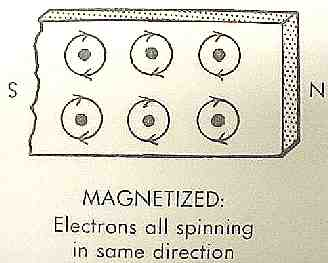 S
N
MAGNETIZED:
Electrons all spinning
in same direction